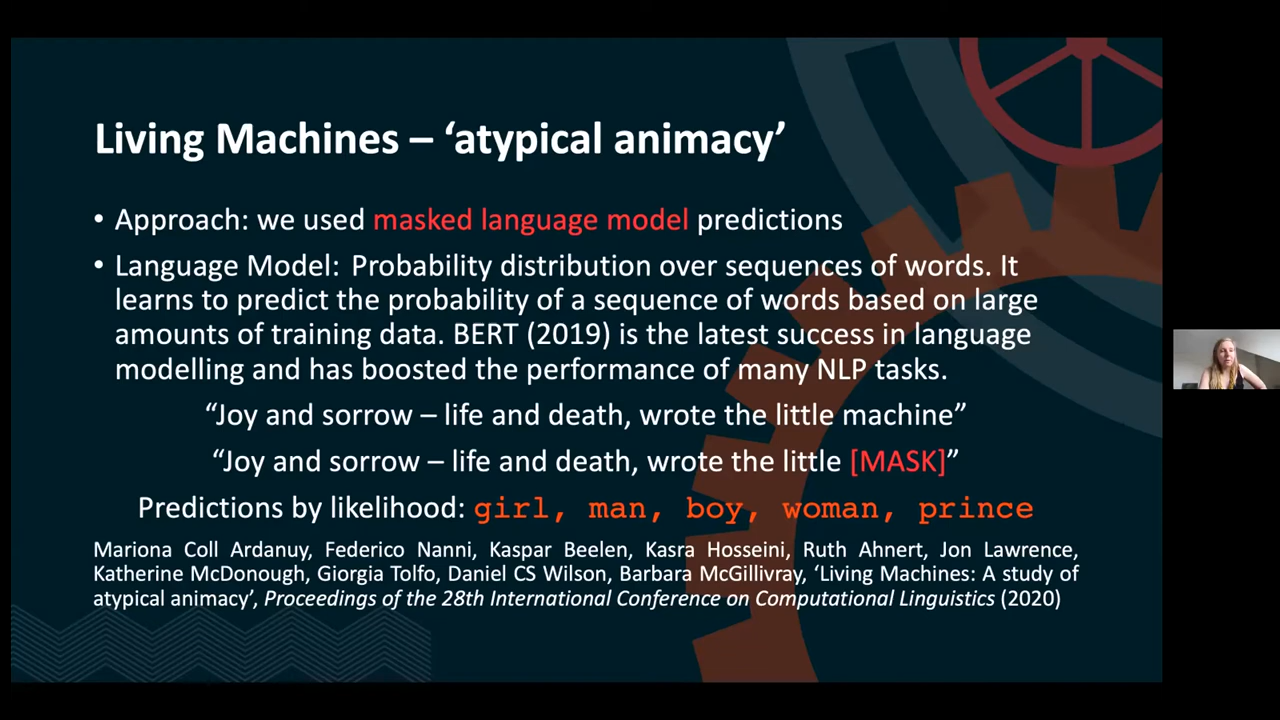 Living Machines – ‘atypical animacy’
• Approach: we used masked language model predictions
• Language Model: Probability distribution over sequences of words. It
learns to predict the probability of a sequence of words based on large
amounts of training data. BERT (2019) is the latest success in language
modelling and has boosted the performance of many NLP tasks.
“Joy and sorrow – life and death, wrote the little machine”
“Joy and sorrow – life and death, wrote the little [MASK]”
Predictions by likelihood: girl, man, boy, woman, prince
Mariona Coll Ardanuy, Federico Nanni, Kaspar Beelen, Kasra Hosseini, Ruth Ahnert, Jon Lawrence,
Katherine McDonough, Giorgia Tolfo, Daniel CS Wilson, Barbara McGillivray, ‘Living Machines: A study of
atypical animacy’, Proceedings of the 28th International Conference on Computational Linguistics (2020)